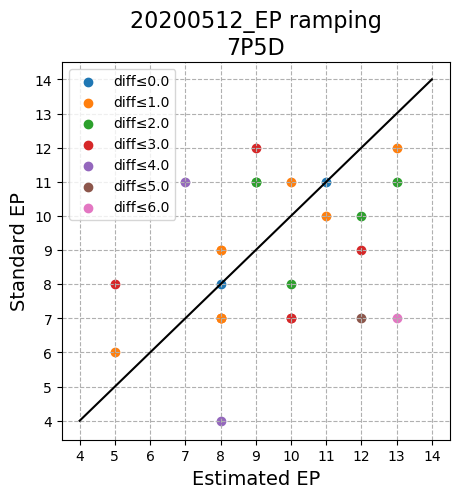 20200512_EP ramping
7P5D
14
13
12
11
10
9
8
7
6
5
4
Standard EP
diff≤0.0
diff≤1.0
diff≤2.0
diff≤3.0
diff≤4.0
diff≤5.0
diff≤6.0
4 5 6 7 8 9 10 11 12 13 14
Estimated EP